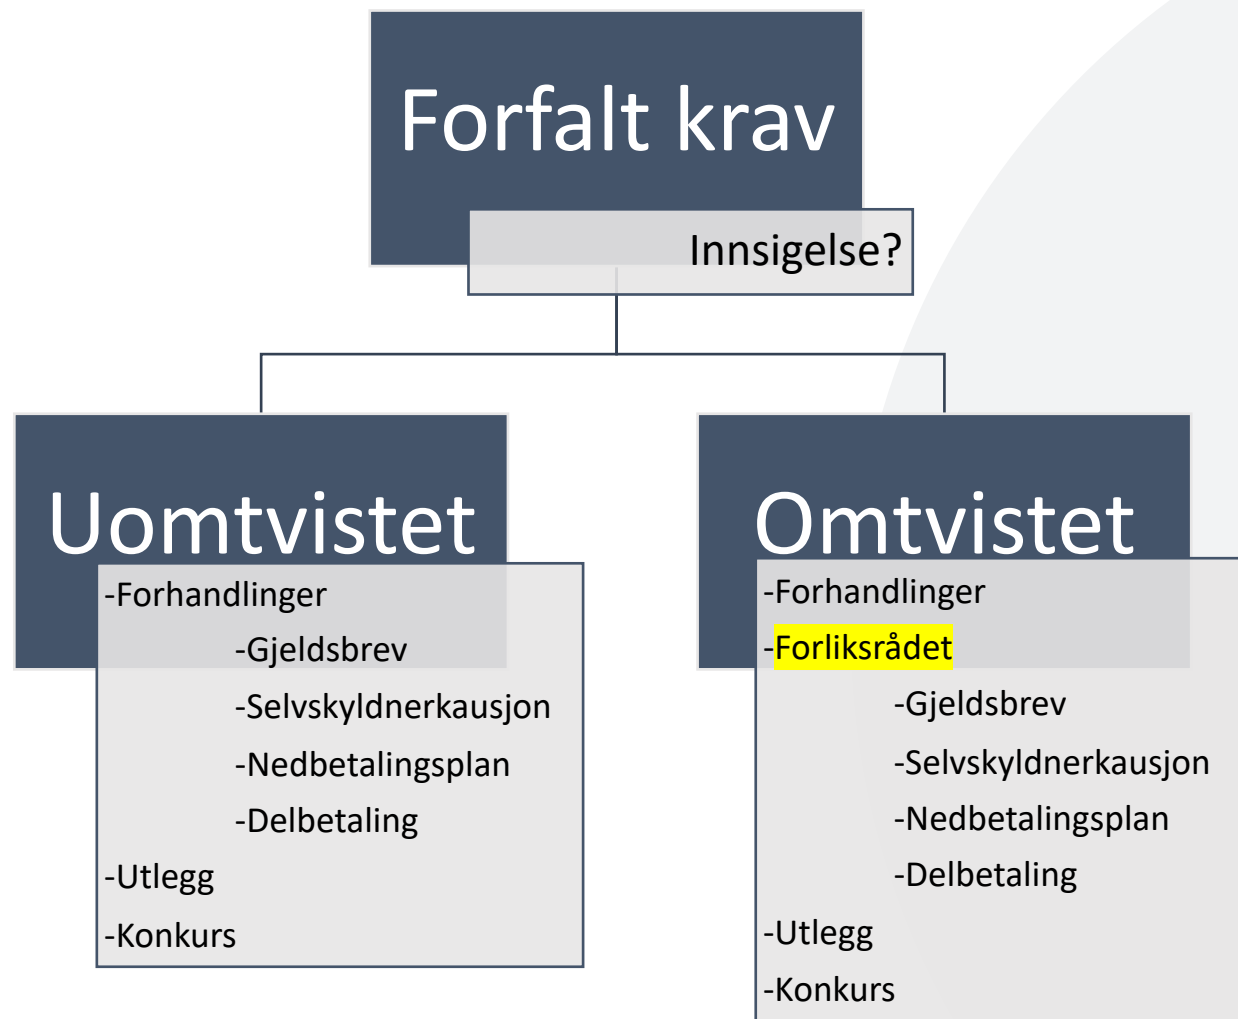 Forfalt krav
Innsigelse?
Uomtvistet
-Forhandlinger
-Gjeldsbrev
-Selvskyldnerkausjon
-Nedbetalingsplan
-Delbetaling
-Utlegg
-Konkurs
Omtvistet
-Forhandlinger
-Forliksrådet
-Gjeldsbrev
-Selvskyldnerkausjon
-Nedbetalingsplan
-Delbetaling
-Utlegg
-Konkurs